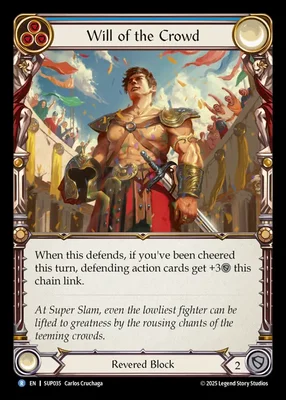 Will of the Crowd
When this defends, if you've been cheered
this turn, defending action cards get +3 this
chain link.
At Super Slam, even the lowliest fighter can
be lifted to greatness by the rousing chants of the
teeming crowds.
Revered Block
2
R EN | SUP035 Carlos Cruchaga
© 2025 Legend Story Studios